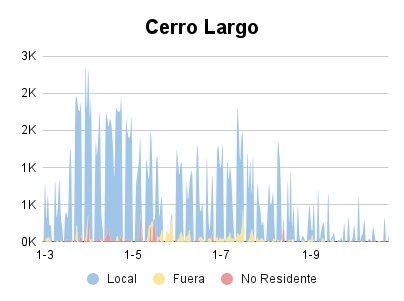 Cerro Largo
3K
2K
2K
1K
1K
0K
1-3
1-5
1-7
1-9
Local
Fuera
No Residente